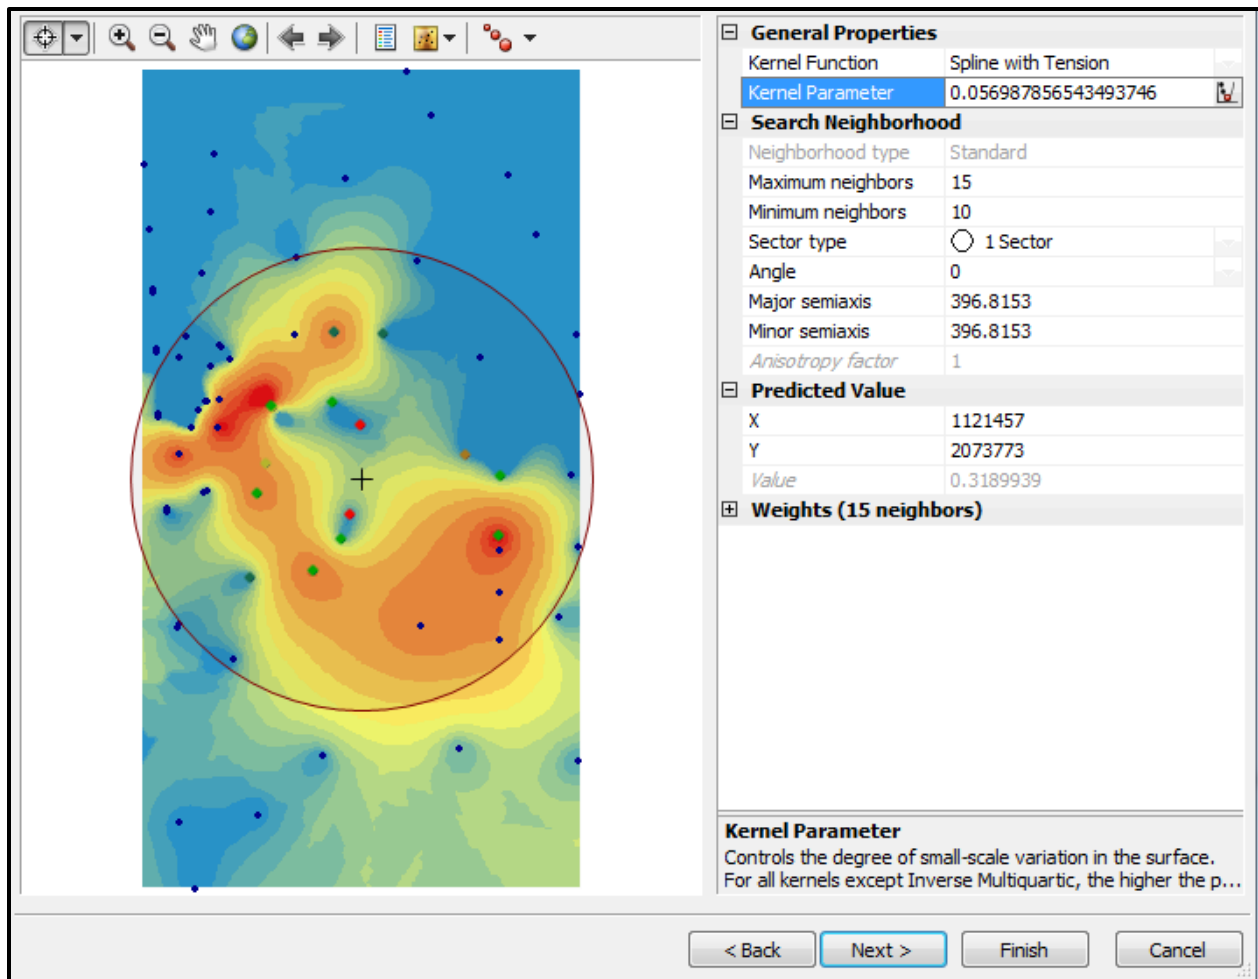 General Properties
Kernel Function Spline with Tension
Kernel Parameter 0.056987856543493746
Search Neighborhood
Neighborhood type Standard
Maximum neighbors 15
Minimum neighbors 10
Sector type 1 Sector
Angle 0
Major semiaxis 396.8153
Minor semiaxis 396.8153
Anisotropy factor 1
Predicted Value
X 1121457
Y 2073773
Value 0.3189939
Weights (15 neighbors)
Kernel Parameter
Controls the degree of small-scale variation in the surface.
For all kernels except Inverse Multiquartic, the higher the p...
< Back Next > Finish Cancel